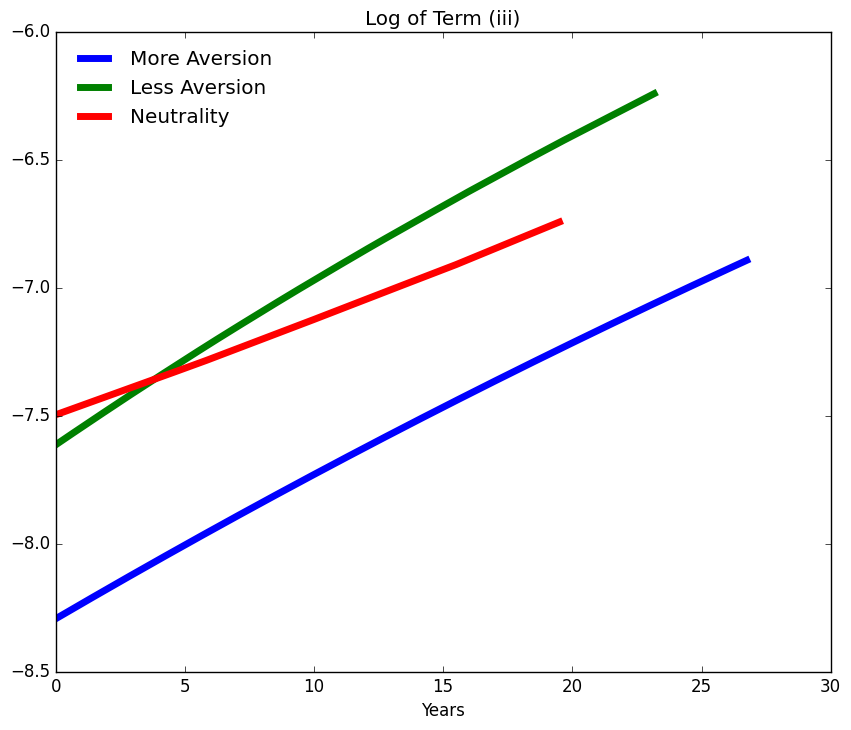 Log of Term (iii)
−6.0
−6.5
−7.0
−7.5
−8.0
−8.5
More Aversion
Less Aversion
Neutrality
0 5 10 15 20 25 30
Years